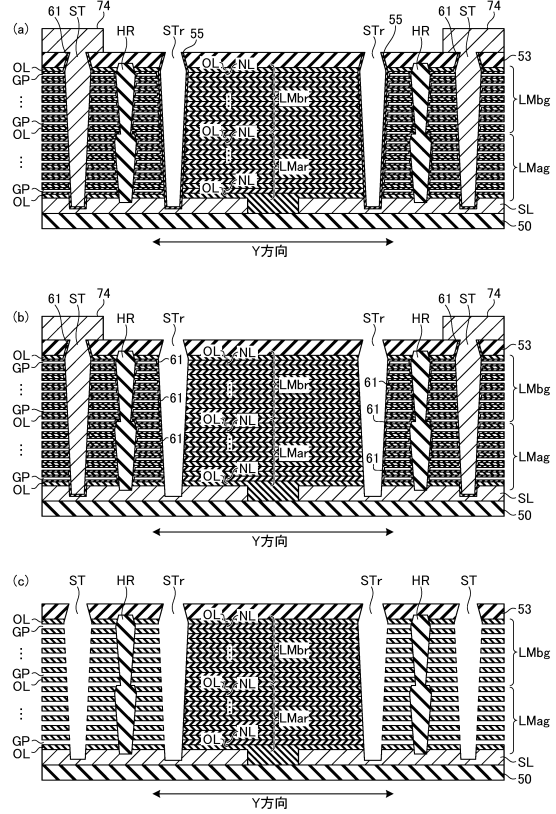 (a) 61 ST 74 HR STr 55 55 STr HR 61 ST 74
53
OL OL NL
GP
⋮ ⋮ LMbr LMbg
GP
OL OL NL
⋮ ⋮ LMar LMag
GP
OL OL NL
SL
50
Y方向
(b) 61 ST 74 HR STr STr HR 61 ST 74
53
OL OL NL
GP 61 61
⋮ ⋮ LMbr LMbg
GP 61 61
OL OL NL
⋮ 61 ⋮ LMar LMag
GP 61
OL OL NL
SL
50
Y方向
(c) ST HR STr STr HR ST
53
OL OL NL
GP
⋮ ⋮ LMbr LMbg
GP
OL OL NL
⋮ ⋮ LMar LMag
GP
OL OL NL
SL
50
Y方向